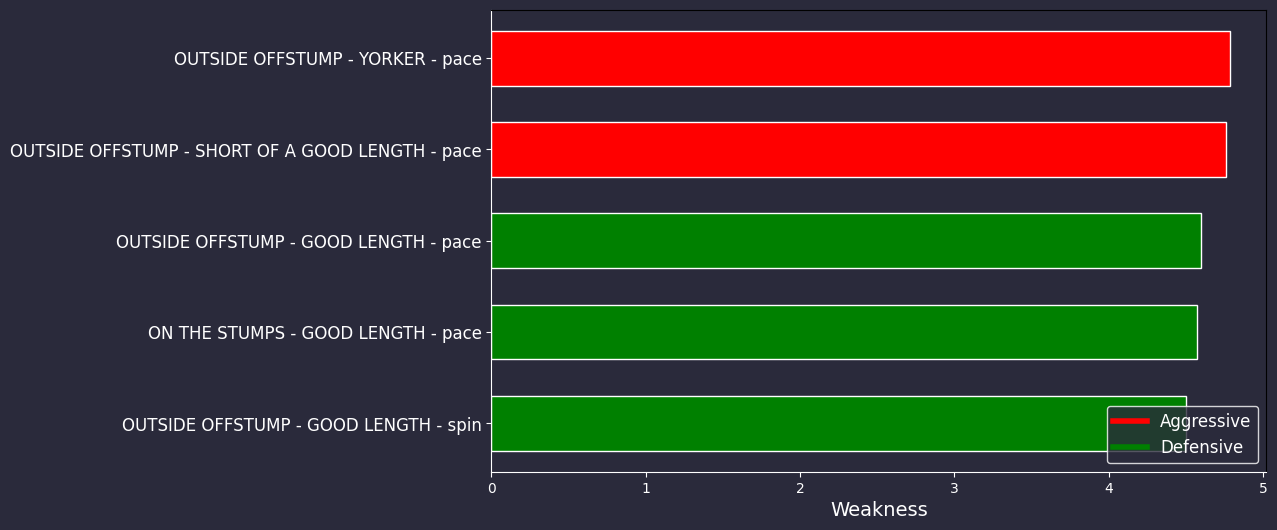 OUTSIDE OFFSTUMP - YORKER - pace
OUTSIDE OFFSTUMP - SHORT OF A GOOD LENGTH - pace
OUTSIDE OFFSTUMP - GOOD LENGTH - pace
ON THE STUMPS - GOOD LENGTH - pace
OUTSIDE OFFSTUMP - GOOD LENGTH - spin
Aggressive
Defensive
0 1 2 3 4 5
Weakness